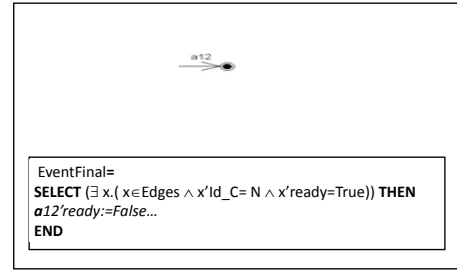 a12
EventFinal=
SELECT (∃ x.( x∈Edges ∧ x'Id_C= N ∧ x'ready=True)) THEN
a12'ready:=False...
END